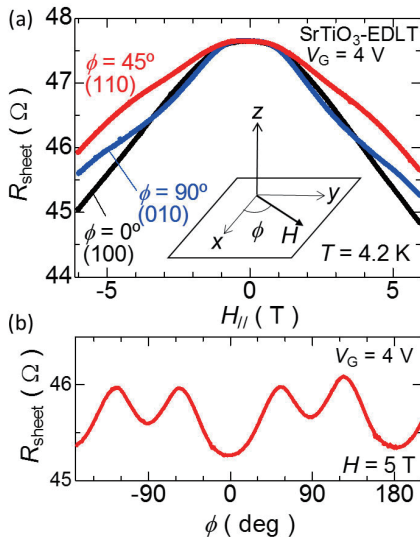 (a)
SrTiO₃-EDLT
V_G = 4 V
ϕ = 45º
(110)
ϕ = 90º
(010)
ϕ = 0º
(100)
z
y
x
ϕ
H
T = 4.2 K
48
47
46
45
44
R_sheet ( Ω )
-5 0 5
H_// ( T )
(b)
V_G = 4 V
H = 5 T
46
45
R_sheet ( Ω )
-90 0 90 180
ϕ ( deg )